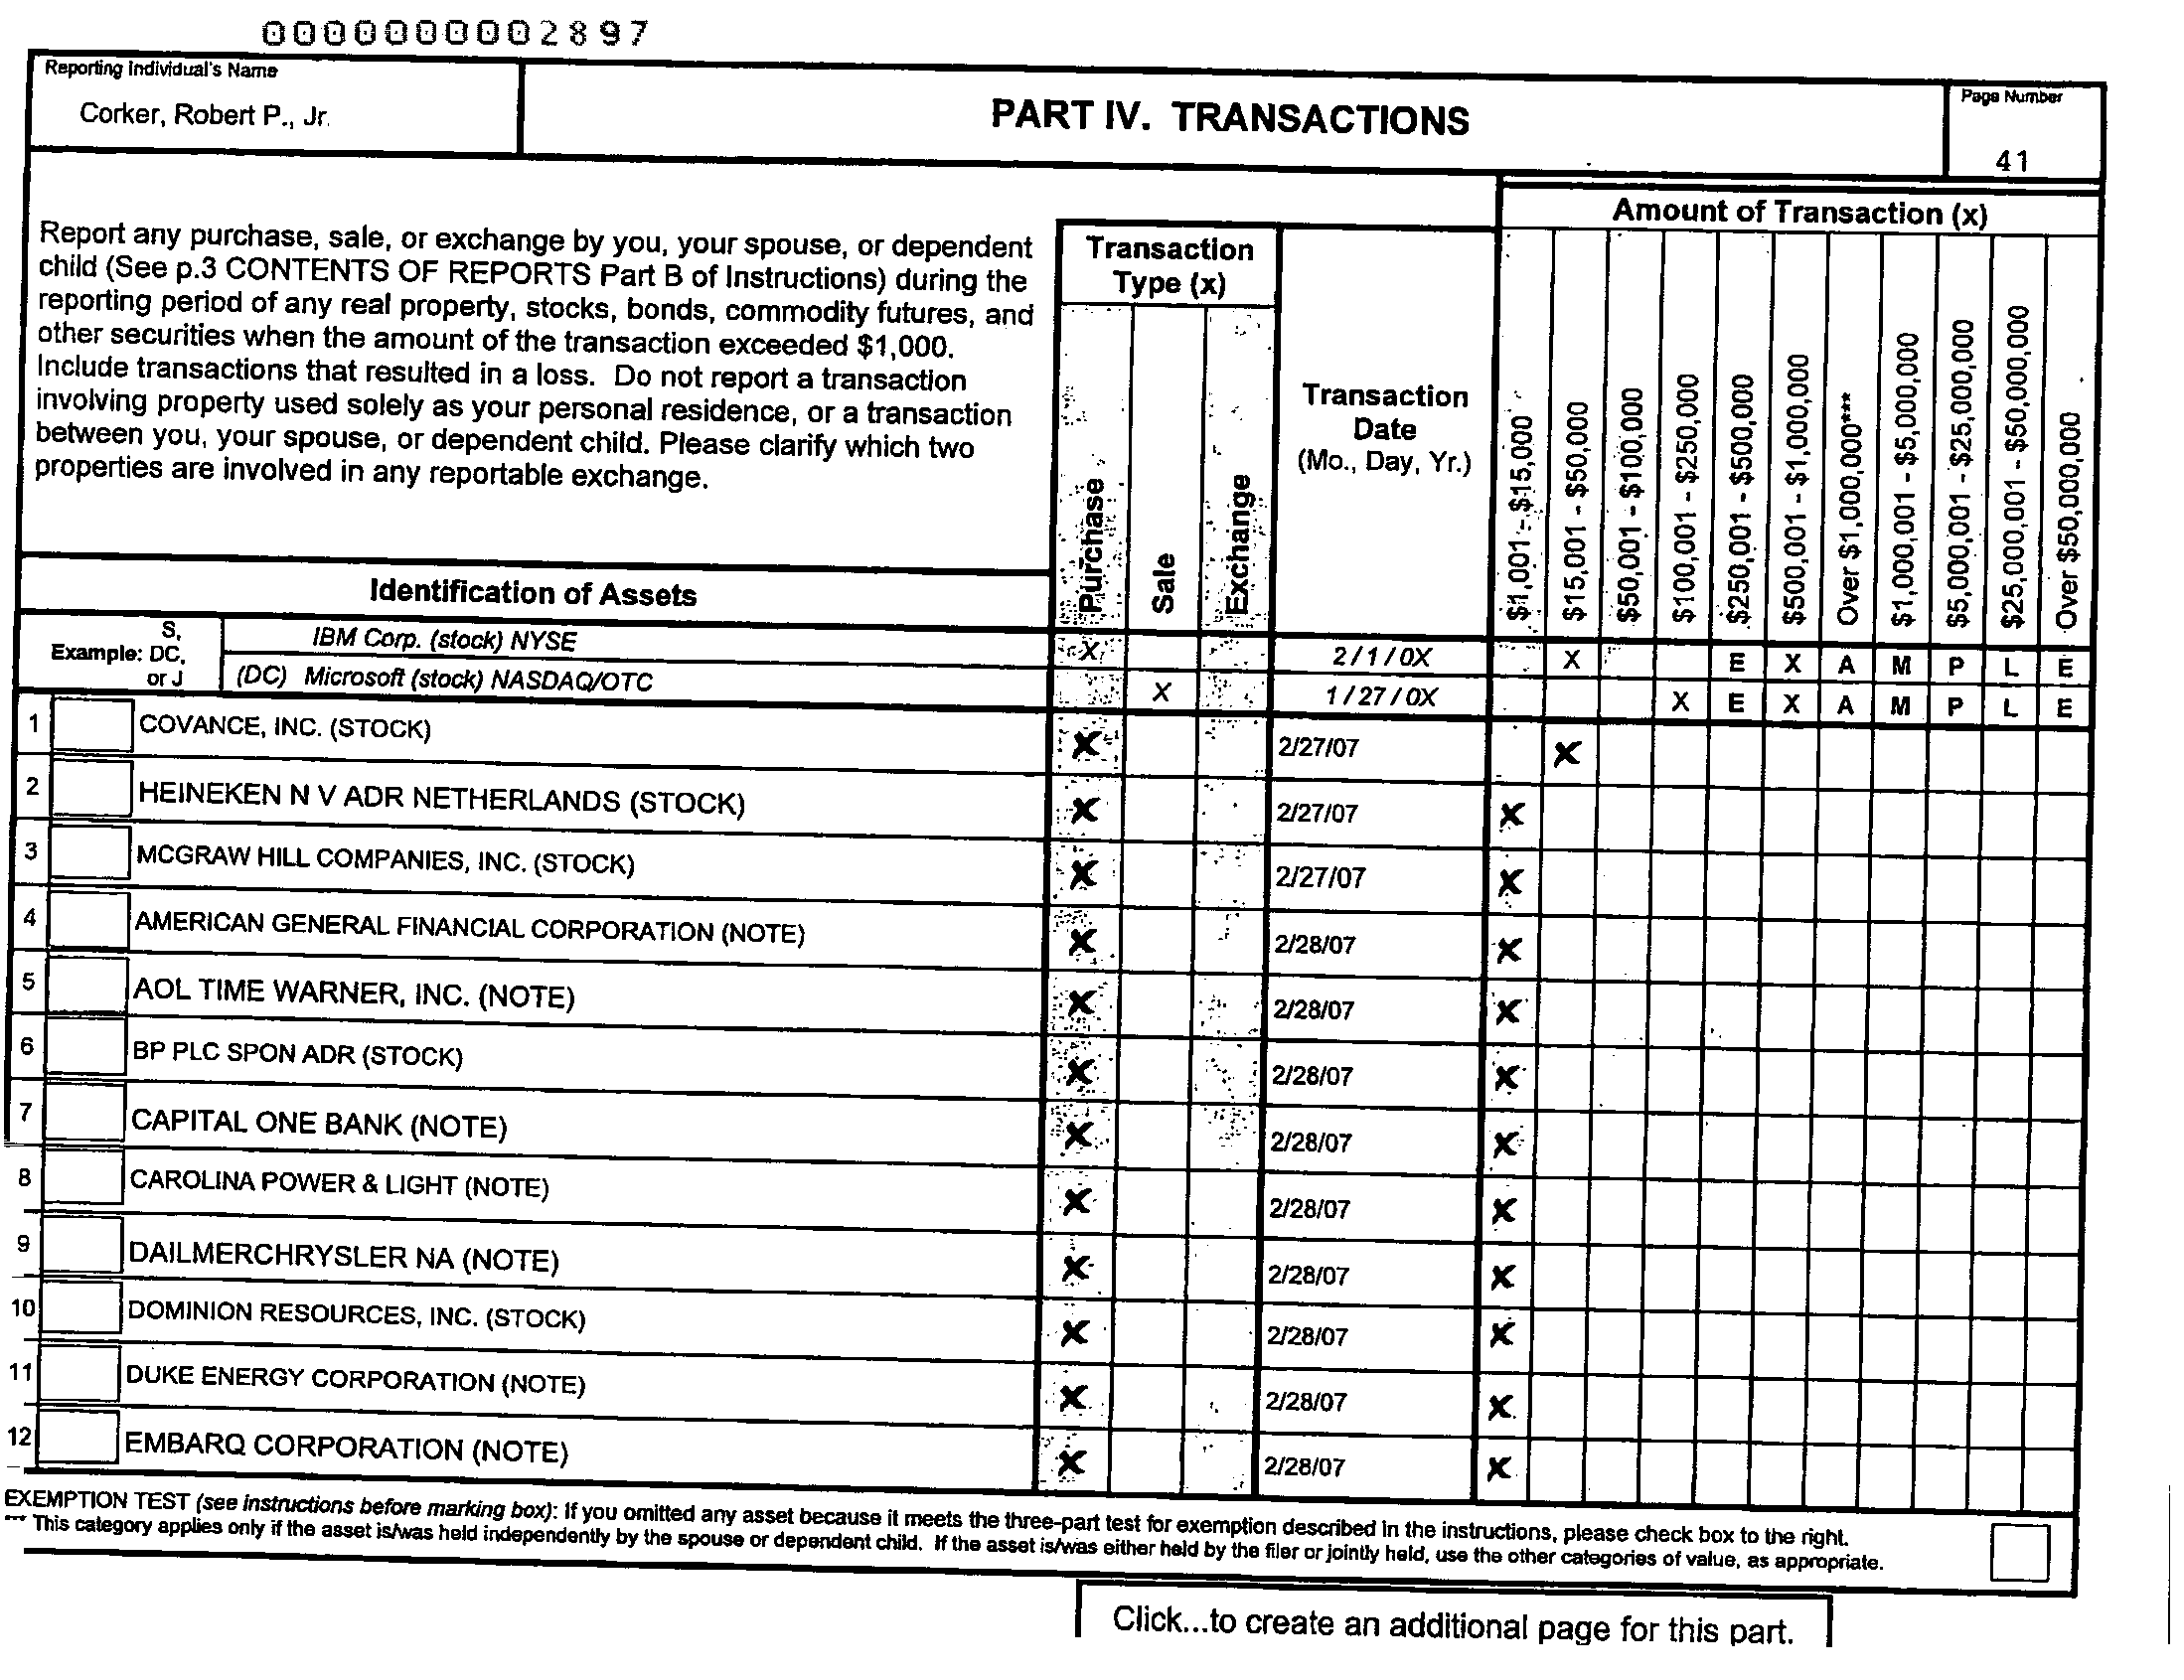 0000000002897
Reporting Individual's Name
Corker, Robert P., Jr.
PART IV. TRANSACTIONS
Page Number
41
Report any purchase, sale, or exchange by you, your spouse, or dependent
child (See p.3 CONTENTS OF REPORTS Part B of Instructions) during the
reporting period of any real property, stocks, bonds, commodity futures, and
other securities when the amount of the transaction exceeded $1,000.
Include transactions that resulted in a loss. Do not report a transaction
involving property used solely as your personal residence, or a transaction
between you, your spouse, or dependent child. Please clarify which two
properties are involved in any reportable exchange.
Identification of Assets
Transaction
Type (x)
Purchase
Sale
Exchange
Transaction
Date
(Mo., Day, Yr.)
Amount of Transaction (x)
$1,001 - $15,000
$15,001 - $50,000
$50,001 - $100,000
$100,001 - $250,000
$250,001 - $500,000
$500,001 - $1,000,000
Over $1,000,000***
$1,000,001 - $5,000,000
$5,000,001 - $25,000,000
$25,000,001 - $50,000,000
Over $50,000,000
Example: S, DC, or J
IBM Corp. (stock) NYSE X 2/1/0X X E X A M P L E
(DC) Microsoft (stock) NASDAQ/OTC X 1/27/0X X E X A M P L E
1 COVANCE, INC. (STOCK) X 2/27/07 X
2 HEINEKEN N V ADR NETHERLANDS (STOCK) X 2/27/07 X
3 MCGRAW HILL COMPANIES, INC. (STOCK) X 2/27/07 X
4 AMERICAN GENERAL FINANCIAL CORPORATION (NOTE) X 2/28/07 X
5 AOL TIME WARNER, INC. (NOTE) X 2/28/07 X
6 BP PLC SPON ADR (STOCK) X 2/28/07 X
7 CAPITAL ONE BANK (NOTE) X 2/28/07 X
8 CAROLINA POWER & LIGHT (NOTE) X 2/28/07 X
9 DAILMERCHRYSLER NA (NOTE) X 2/28/07 X
10 DOMINION RESOURCES, INC. (STOCK) X 2/28/07 X
11 DUKE ENERGY CORPORATION (NOTE) X 2/28/07 X
12 EMBARQ CORPORATION (NOTE) X 2/28/07 X
EXEMPTION TEST (see instructions before marking box): If you omitted any asset because it meets the three-part test for exemption described in the instructions, please check box to the right.
*** This category applies only if the asset is/was held independently by the spouse or dependent child. If the asset is/was either held by the filer or jointly held, use the other categories of value, as appropriate.
Click...to create an additional page for this part.